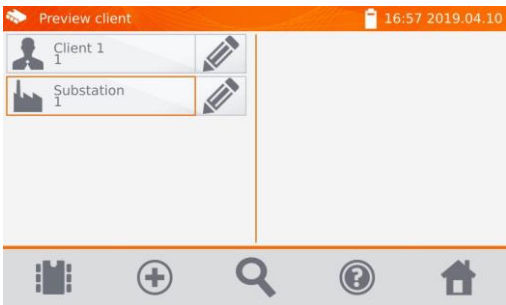 Preview client
16:57 2019.04.10
Client 1
1
Substation
1